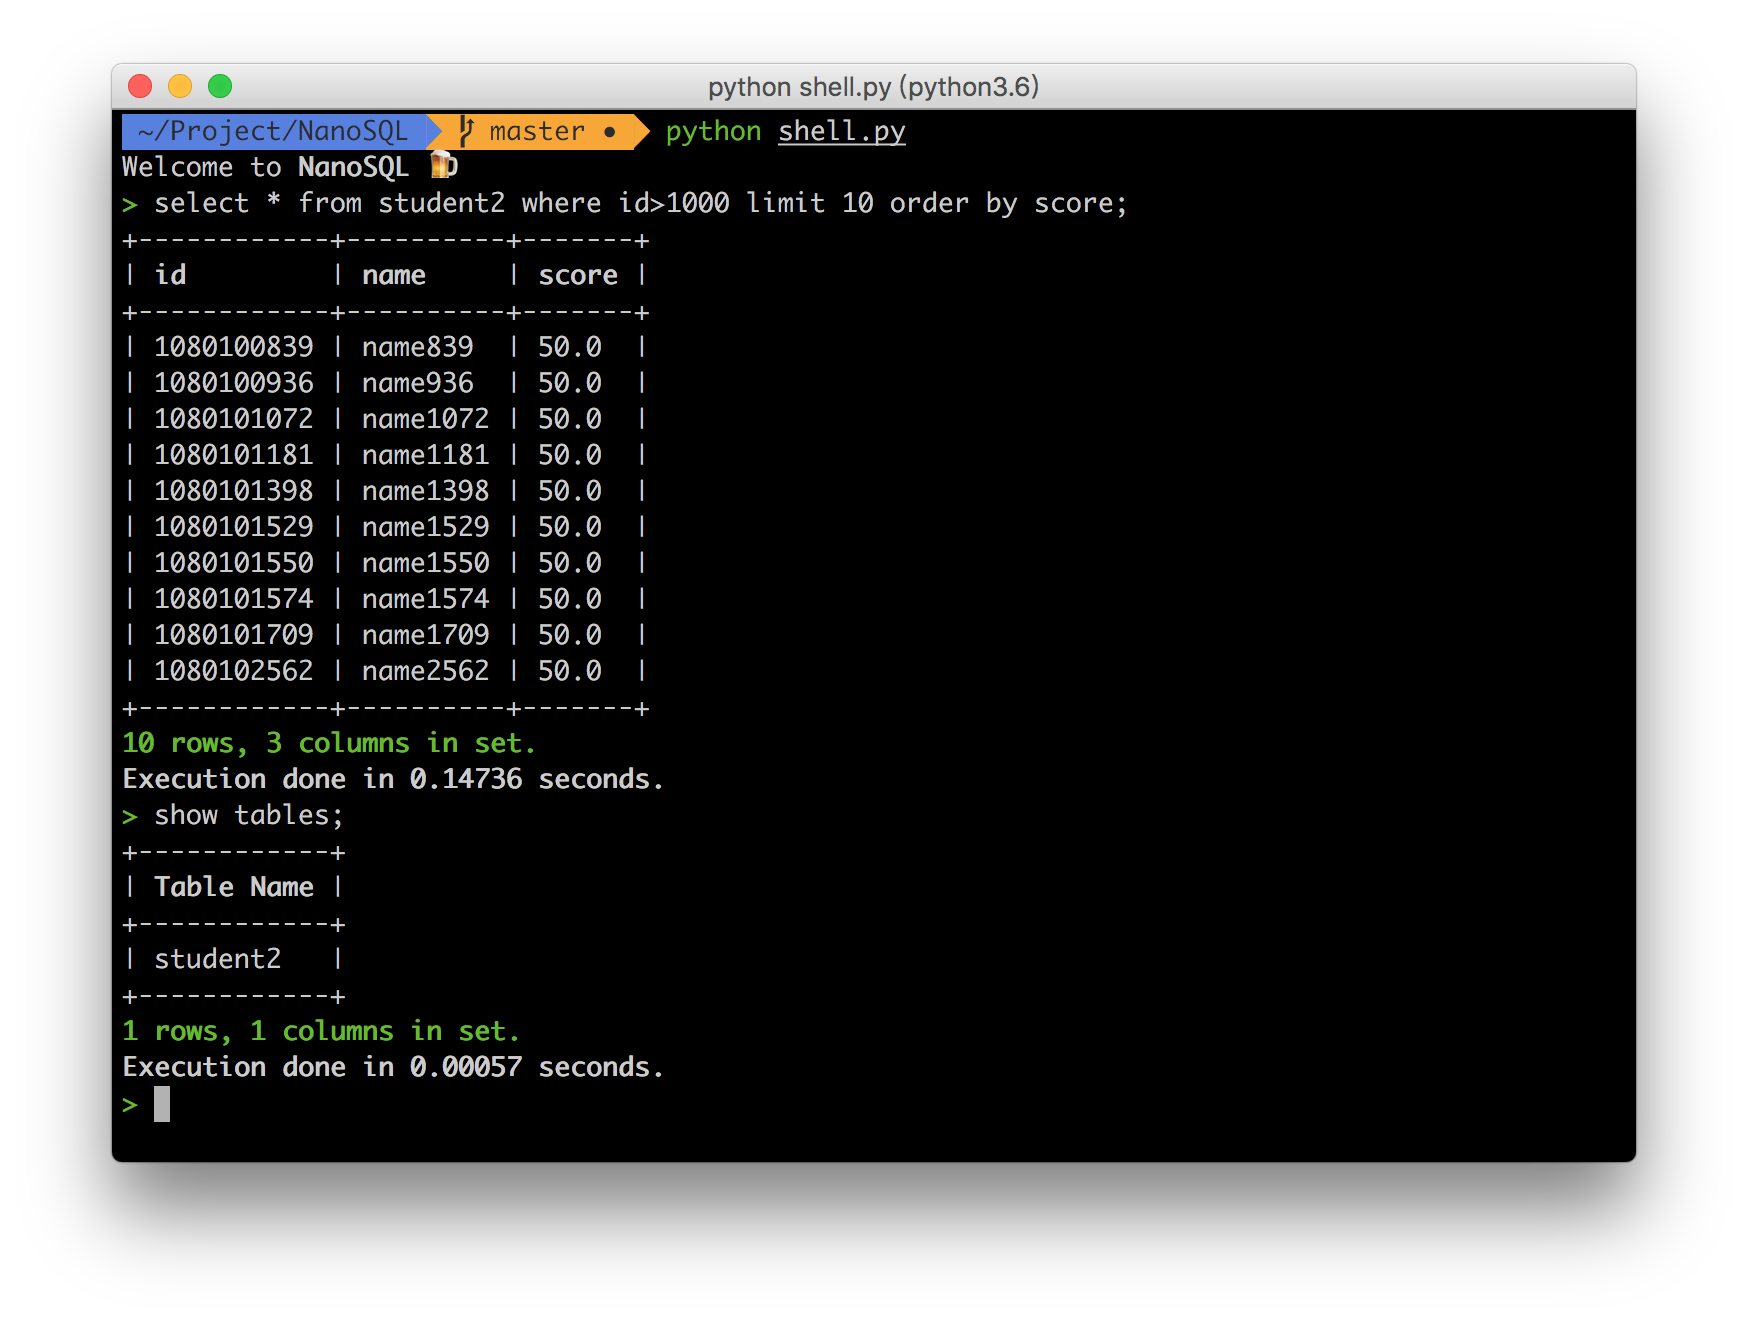 python shell.py (python3.6)
~/Project/NanoSQL master • python shell.py
Welcome to NanoSQL 🍺
> select * from student2 where id>1000 limit 10 order by score;
+------------+----------+-------+
| id         | name     | score |
+------------+----------+-------+
| 1080100839 | name839  | 50.0  |
| 1080100936 | name936  | 50.0  |
| 1080101072 | name1072 | 50.0  |
| 1080101181 | name1181 | 50.0  |
| 1080101398 | name1398 | 50.0  |
| 1080101529 | name1529 | 50.0  |
| 1080101550 | name1550 | 50.0  |
| 1080101574 | name1574 | 50.0  |
| 1080101709 | name1709 | 50.0  |
| 1080102562 | name2562 | 50.0  |
+------------+----------+-------+
10 rows, 3 columns in set.
Execution done in 0.14736 seconds.
> show tables;
+------------+
| Table Name |
+------------+
| student2   |
+------------+
1 rows, 1 columns in set.
Execution done in 0.00057 seconds.
>